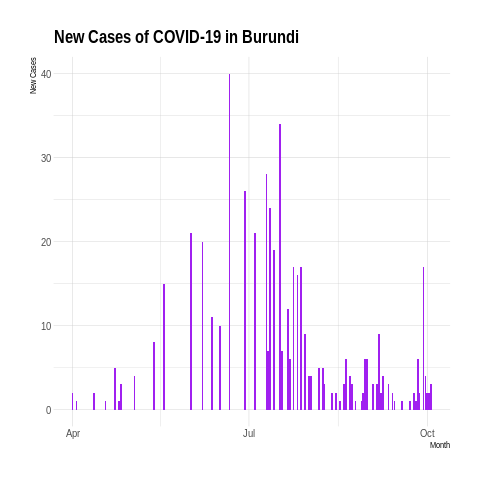 New Cases of COVID-19 in Burundi
New Cases
40
30
20
10
0
Apr
Jul
Oct
Month